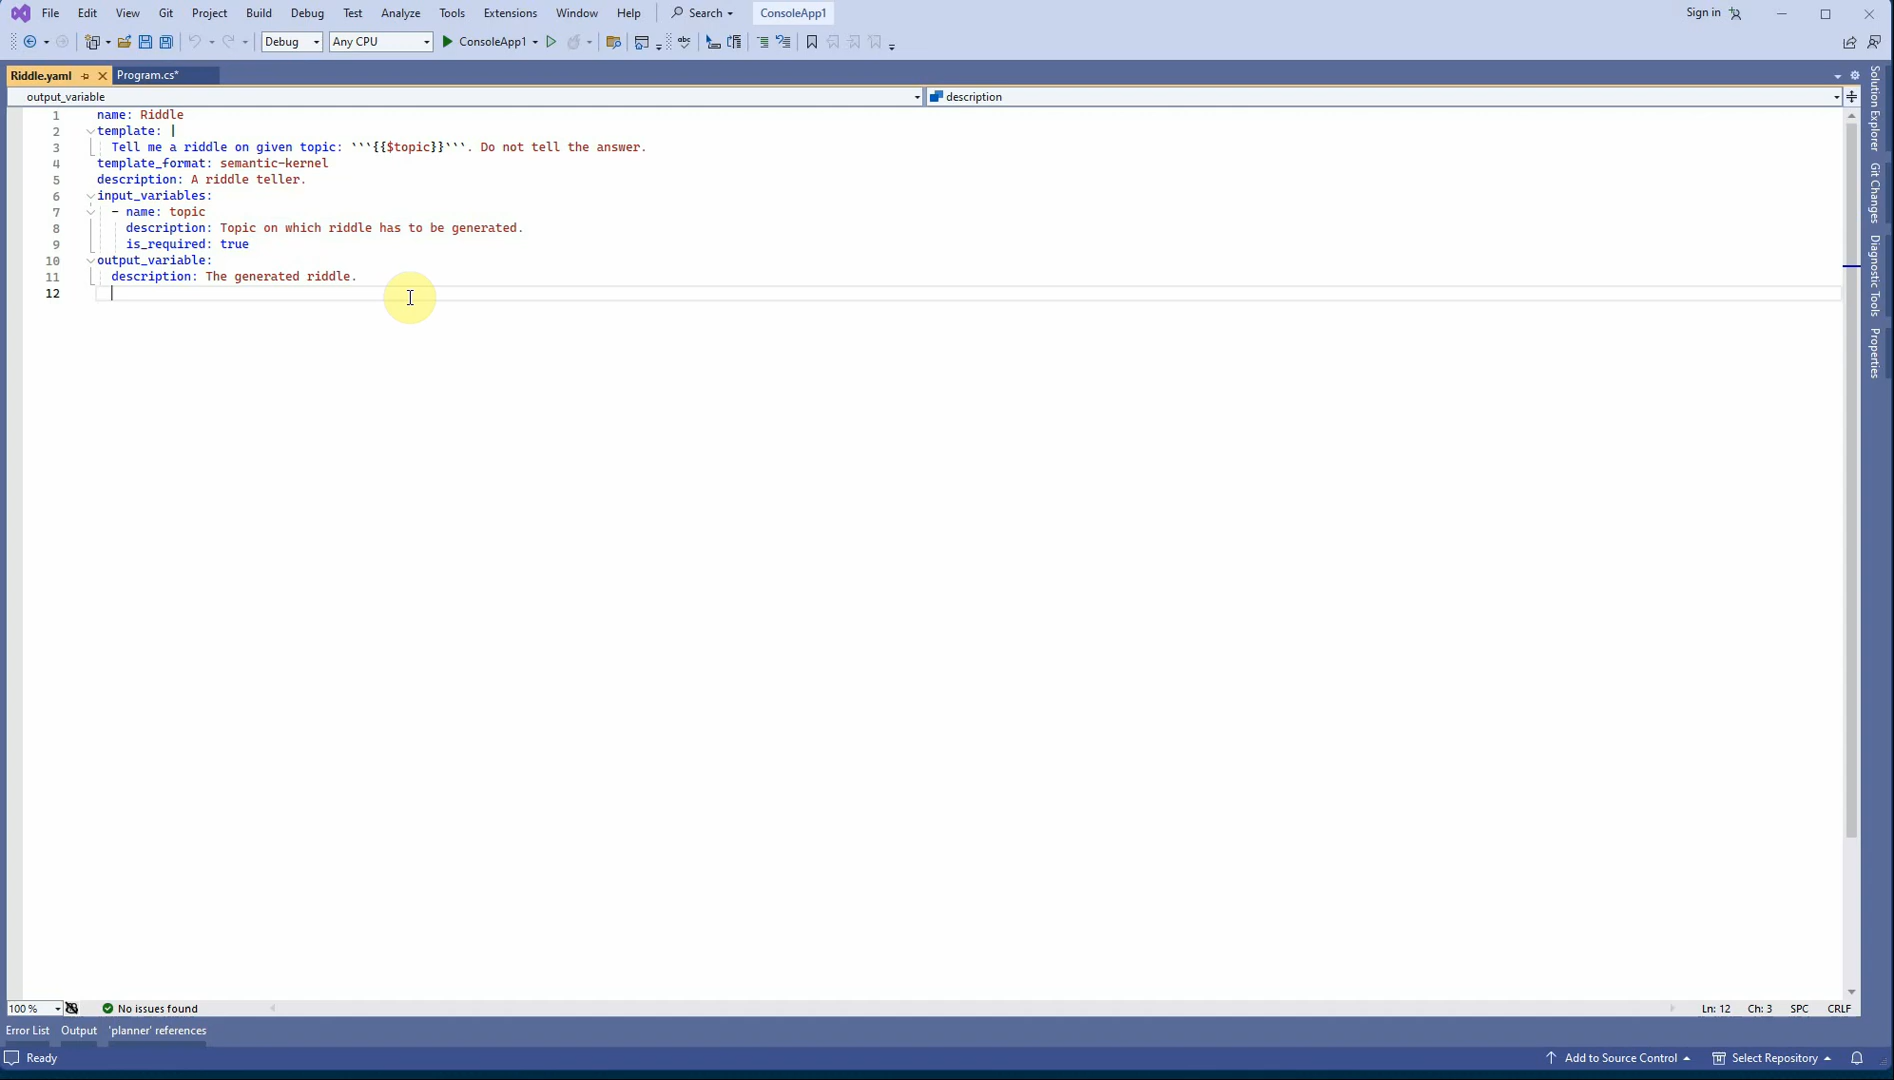 File Edit View Git Project Build Debug Test Analyze Tools Extensions Window Help Search ConsoleApp1 Sign in
Debug Any CPU ConsoleApp1
Riddle.yaml Program.cs*
output_variable description
1 name: Riddle
2 template: |
3 Tell me a riddle on given topic: ```{{$topic}}```. Do not tell the answer.
4 template_format: semantic-kernel
5 description: A riddle teller.
6 input_variables:
7 - name: topic
8 description: Topic on which riddle has to be generated.
9 is_required: true
10 output_variable:
11 description: The generated riddle.
12
Solution Explorer
Git Changes
Diagnostic Tools
Properties
100 % No issues found Ln: 12 Ch: 3 SPC CRLF
Error List Output 'planner' references
Ready Add to Source Control Select Repository